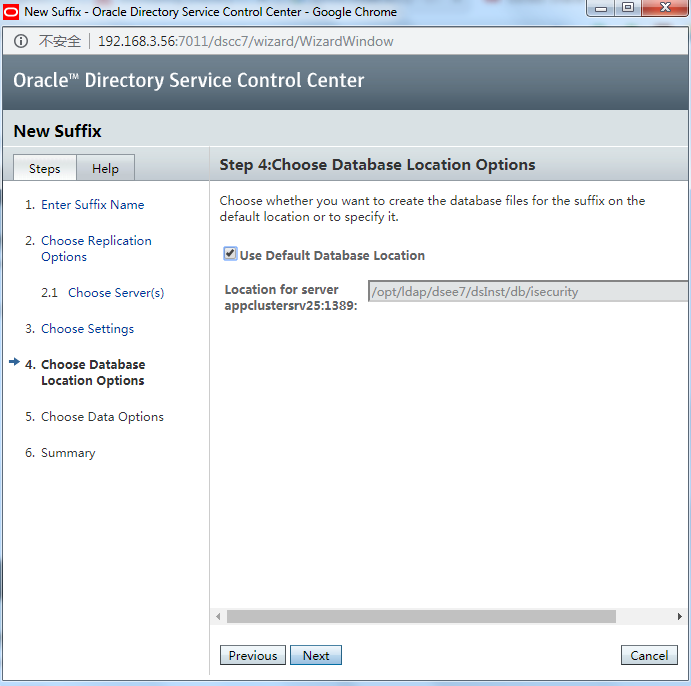 New Suffix - Oracle Directory Service Control Center - Google Chrome
不安全 192.168.3.56:7011/dscc7/wizard/WizardWindow
Oracle™ Directory Service Control Center
New Suffix
Steps Help
1. Enter Suffix Name
2. Choose Replication
Options
2.1 Choose Server(s)
3. Choose Settings
4. Choose Database
Location Options
5. Choose Data Options
6. Summary
Step 4:Choose Database Location Options
Choose whether you want to create the database files for the suffix on the
default location or to specify it.
Use Default Database Location
Location for server
appclustersrv25:1389:
/opt/ldap/dsee7/dsInst/db/isecurity
Previous Next Cancel